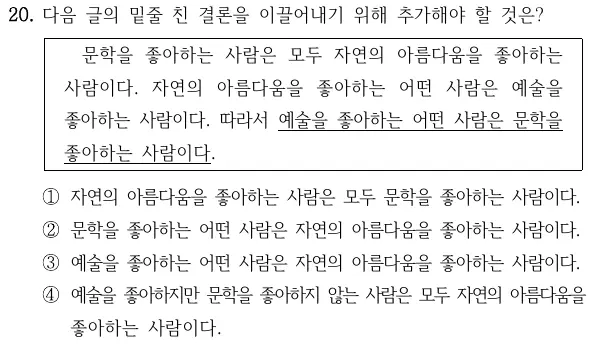 20. 다음 글의 밑줄 친 결론을 이끌어내기 위해 추가해야 할 것은?
문학을 좋아하는 사람은 모두 자연의 아름다움을 좋아하는
사람이다. 자연의 아름다움을 좋아하는 어떤 사람은 예술을
좋아하는 사람이다. 따라서 예술을 좋아하는 어떤 사람은 문학을
좋아하는 사람이다.
① 자연의 아름다움을 좋아하는 사람은 모두 문학을 좋아하는 사람이다.
② 문학을 좋아하는 어떤 사람은 자연의 아름다움을 좋아하는 사람이다.
③ 예술을 좋아하는 어떤 사람은 자연의 아름다움을 좋아하는 사람이다.
④ 예술을 좋아하지만 문학을 좋아하지 않는 사람은 모두 자연의 아름다움을
좋아하는 사람이다.